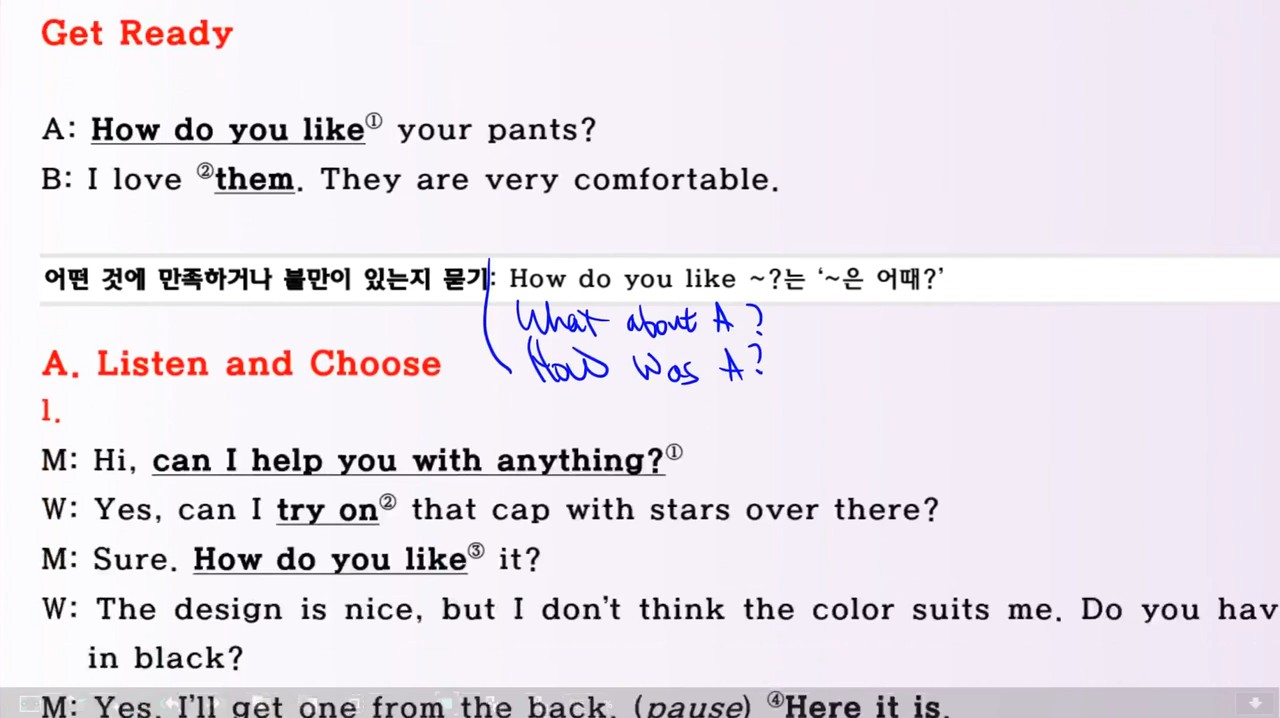 Get Ready
A: How do you like① your pants?
B: I love ②them. They are very comfortable.
어떤 것에 만족하거나 불만이 있는지 묻기: How do you like ~?는 ‘~은 어때?’
What about A?
How was A?
A. Listen and Choose
1.
M: Hi, can I help you with anything?①
W: Yes, can I try on② that cap with stars over there?
M: Sure. How do you like③ it?
W: The design is nice, but I don’t think the color suits me. Do you hav
in black?
M: Yes, I’ll get one from the back. (pause) ④Here it is.